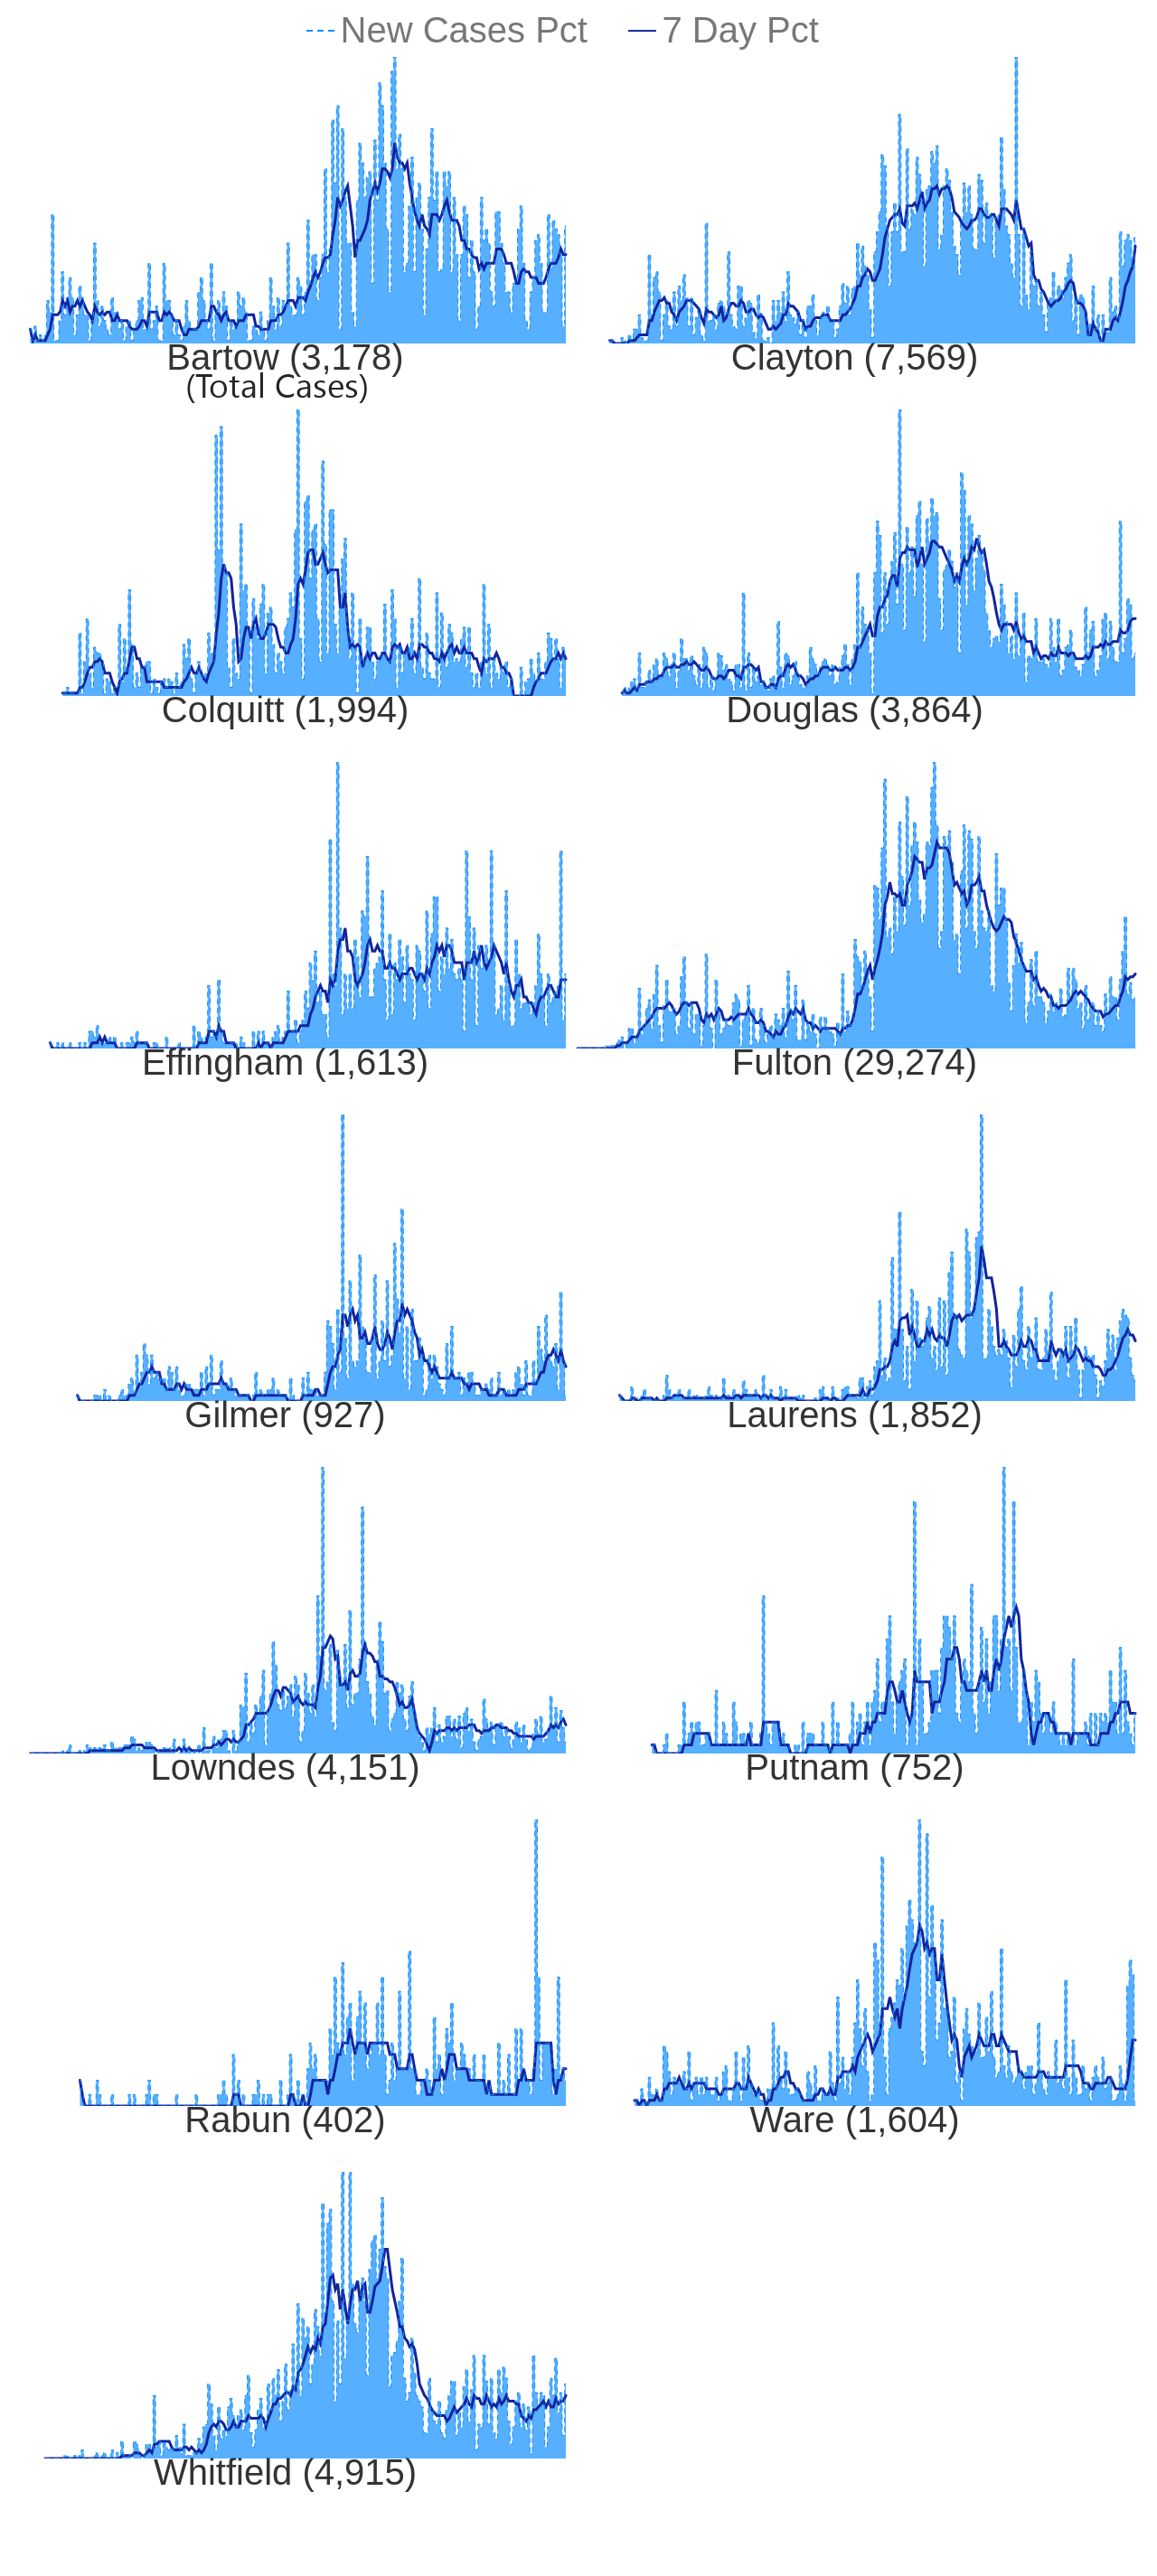 New Cases Pct 7 Day Pct
Bartow (3,178) Clayton (7,569)
(Total Cases)
Colquitt (1,994) Douglas (3,864)
Effingham (1,613) Fulton (29,274)
Gilmer (927) Laurens (1,852)
Lowndes (4,151) Putnam (752)
Rabun (402) Ware (1,604)
Whitfield (4,915)